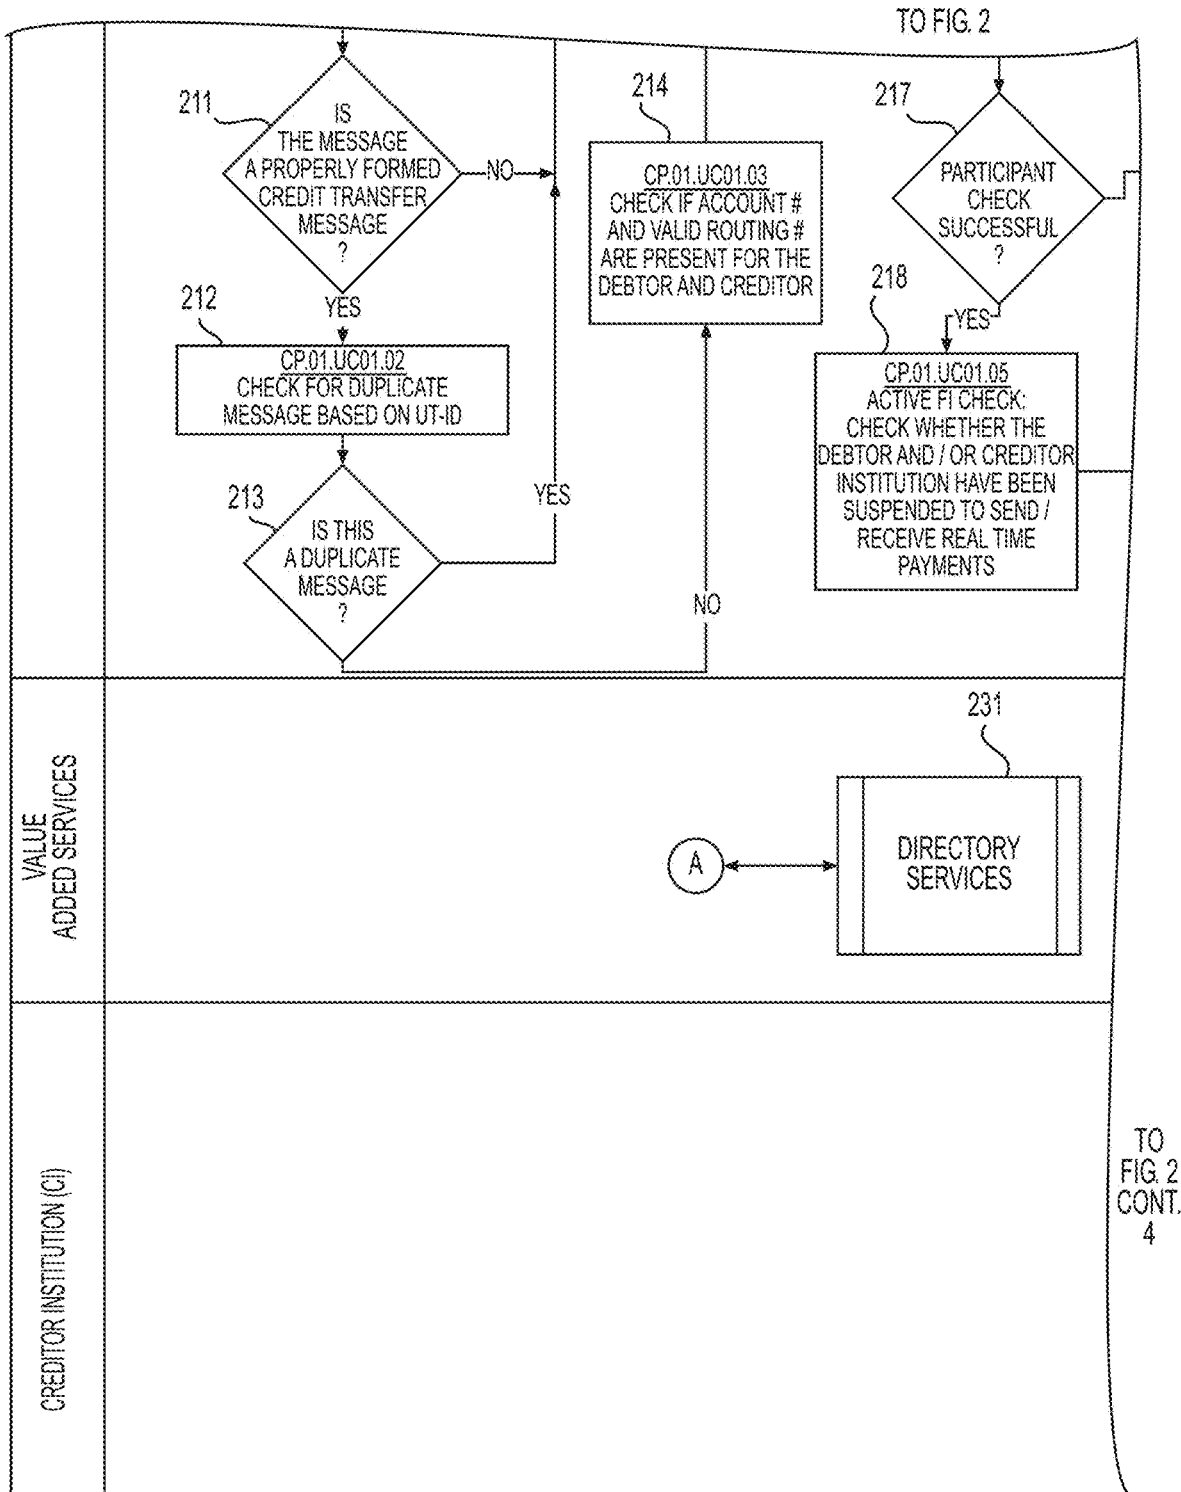 TO FIG. 2
211
IS
THE MESSAGE
A PROPERLY FORMED
CREDIT TRANSFER
MESSAGE
?
NO
YES
212
CP.01.UC01.02
CHECK FOR DUPLICATE
MESSAGE BASED ON UT-ID
213
IS THIS
A DUPLICATE
MESSAGE
?
YES
NO
214
CP.01.UC01.03
CHECK IF ACCOUNT #
AND VALID ROUTING #
ARE PRESENT FOR THE
DEBTOR AND CREDITOR
217
PARTICIPANT
CHECK
SUCCESSFUL
?
YES
218
CP.01.UC01.05
ACTIVE FI CHECK:
CHECK WHETHER THE
DEBTOR AND / OR CREDITOR
INSTITUTION HAVE BEEN
SUSPENDED TO SEND /
RECEIVE REAL TIME
PAYMENTS
VALUE
ADDED SERVICES
A
231
DIRECTORY
SERVICES
CREDITOR INSTITUTION (CI)
TO
FIG. 2
CONT.
4